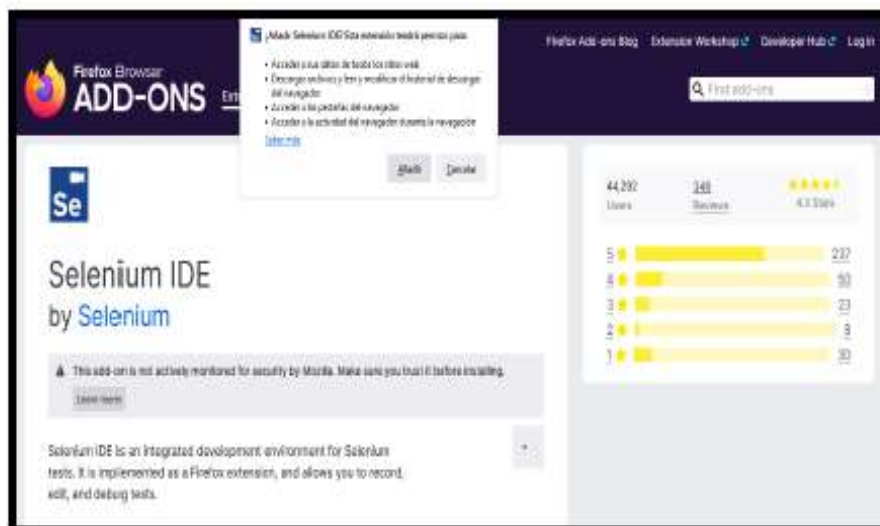 Firefox Browser
ADD-ONS
¿Añadir Selenium IDE? Esta extensión tendrá permiso para:
• Acceder a sus datos de todos los sitios web
• Descargar archivos y leer y modificar el historial de descargas
del navegador
• Acceder a las pestañas del navegador
• Acceder a la actividad del navegador durante la navegación
Saber más
Añadir Cancelar
Firefox Add-ons Blog Extension Workshop Developer Hub Log in
Find add-ons
Se
Selenium IDE
by Selenium
This add-on is not actively monitored for security by Mozilla. Make sure you trust it before installing.
Learn more
Selenium IDE is an integrated development environment for Selenium
tests. It is implemented as a Firefox extension, and allows you to record,
edit, and debug tests.
44,292
Users
Reviews
Stars
5 237
4 50
3 23
2
1 30